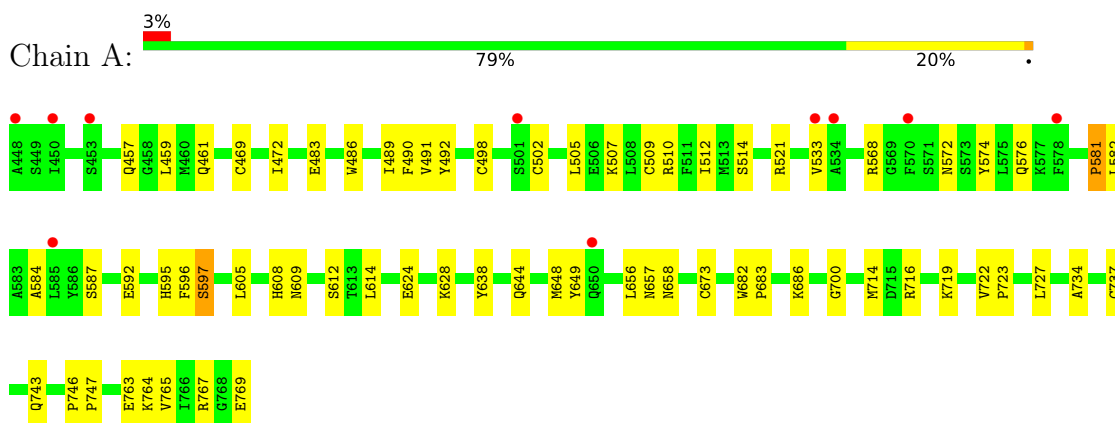 3%
Chain A:
79% 20% •
A448 S449 I450 S453 Q457 G458 L459 M460 Q461 C469 I472 E483 W486 I489 F490 V491 Y492 C498 S501 C502 L505 E506 K507 L508 C509 R510 F511 I512 M513 S514 R521 V533 A534 R568 G569 F570 S571 N572 S573 Y574 L575 Q576 K577 F578 P581 L582
A583 A584 L585 Y586 S587 E592 H595 F596 S597 L605 H608 N609 S612 T613 L614 E624 K628 Y638 Q644 M648 Y649 Q650 L656 N657 N658 C673 W682 P683 K686 G700 M714 D715 R716 K719 V722 P723 L727 A734
Q743 P746 P747 E763 K764 V765 I766 R767 G768 E769